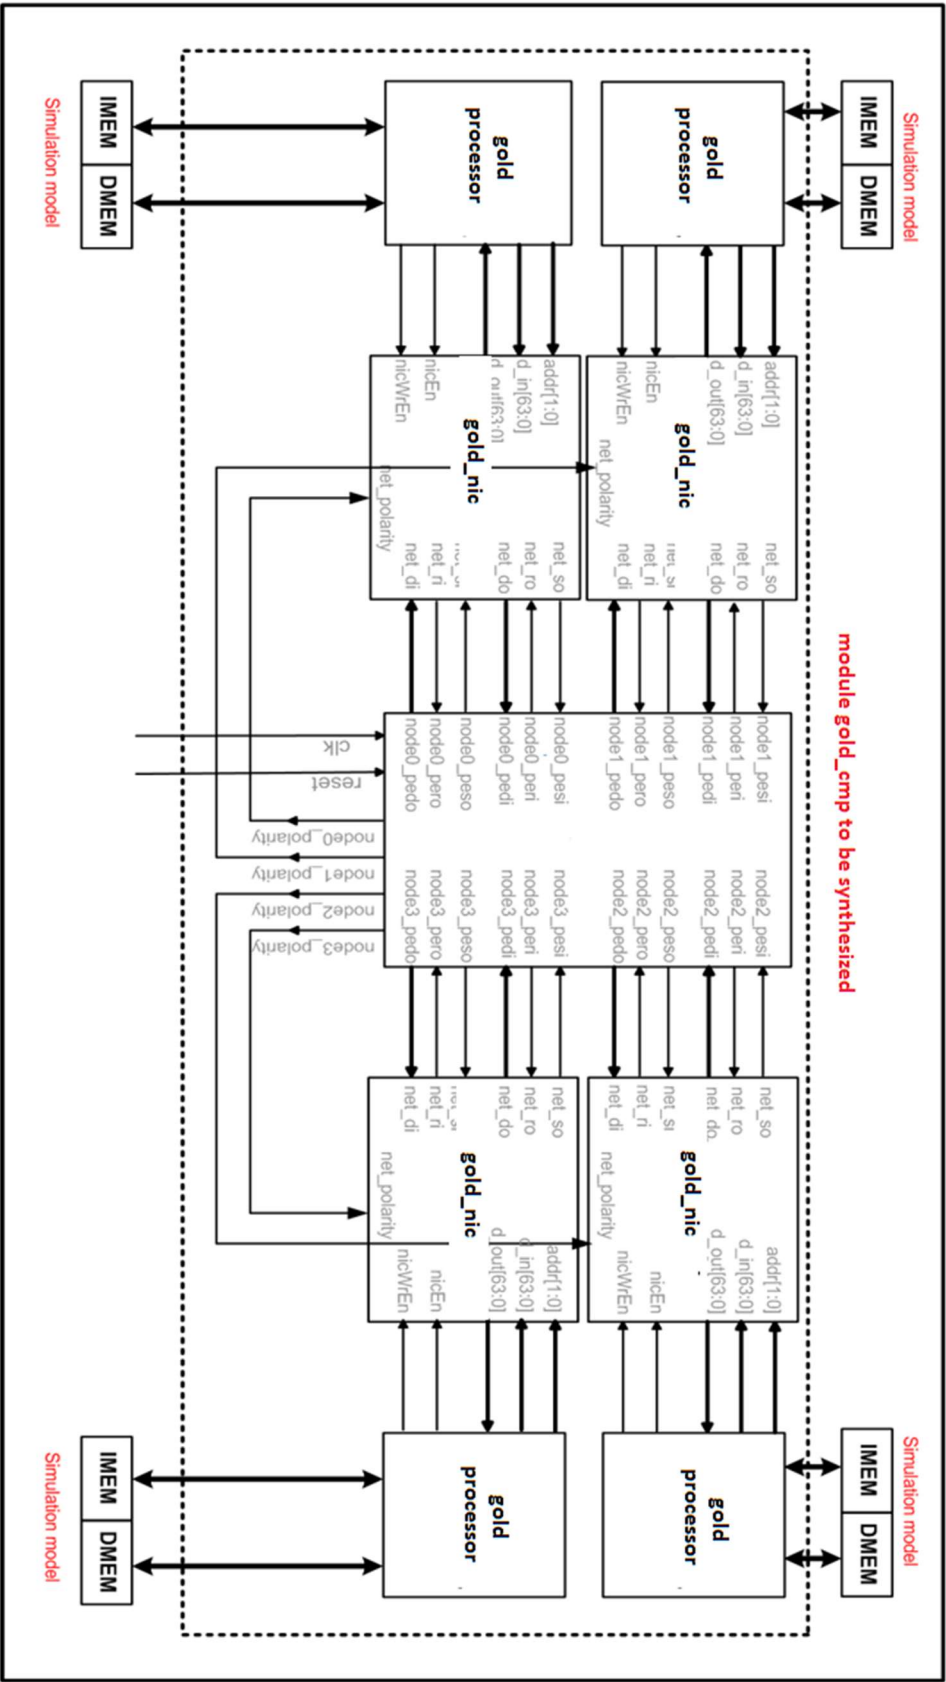 Simulation model
IMEM
DMEM
module gold_cmp to be synthesized
Simulation model
IMEM
DMEM
gold
processor
addr[1:0]
d_in[63:0]
d_out[63:0]
nicEn
nicWrEn
gold_nic
net_polarity
net_so
net_ro
net_do
net_ri
net_di
node1_pesi
node1_peri
node1_pedi
node1_peso
node1_pero
node1_pedo
node2_pesi
node2_peri
node2_pedi
node2_peso
node2_pero
node2_pedo
net_so
net_ro
net_do
net_si
net_ri
net_di
gold_nic
net_polarity
addr[1:0]
d_in[63:0]
d_out[63:0]
nicEn
nicWrEn
gold
processor
gold
processor
addr[1:0]
d_in[63:0]
nicEn
nicWrEn
gold_nic
net_polarity
net_so
net_ro
net_do
net_ri
net_di
node0_pesi
node0_peri
node0_pedi
node0_peso
node0_pero
node0_pedo
node3_pesi
node3_peri
node3_pedi
node3_peso
node3_pero
node3_pedo
net_so
net_ro
net_do
net_ri
net_di
gold_nic
net_polarity
addr[1:0]
d_in[63:0]
d_out[63:0]
nicEn
nicWrEn
gold
processor
clk
reset
node0_polarity
node1_polarity
node2_polarity
node3_polarity
IMEM
DMEM
Simulation model
IMEM
DMEM
Simulation model